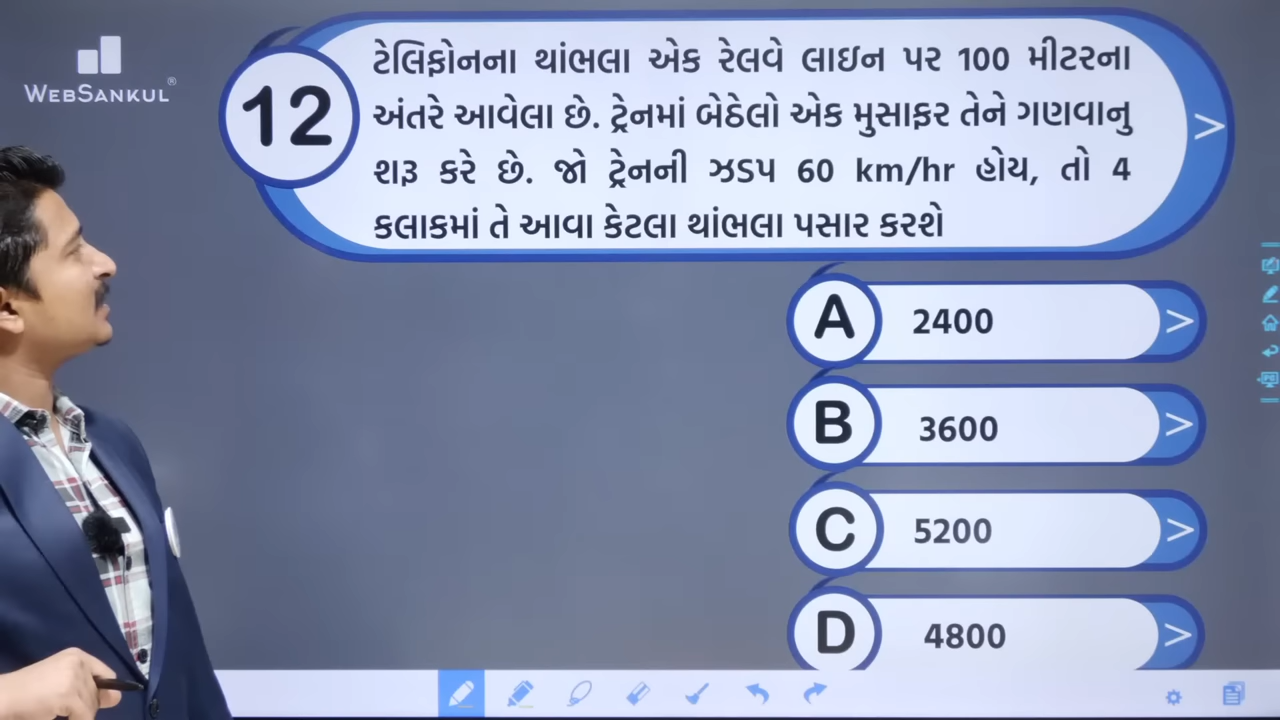 WEBSANKUL®
12
ટેલિફોનના થાંભલા એક રેલવે લાઇન પર 100 મીટરના
અંતરે આવેલા છે. ટ્રેનમાં બેઠેલો એક મુસાફર તેને ગણવાનુ
શરૂ કરે છે. જો ટ્રેનની ઝડપ 60 km/hr હોય, તો 4
કલાકમાં તે આવા કેટલા થાંભલા પસાર કરશે
>
A 2400 >
B 3600 >
C 5200 >
D 4800 >